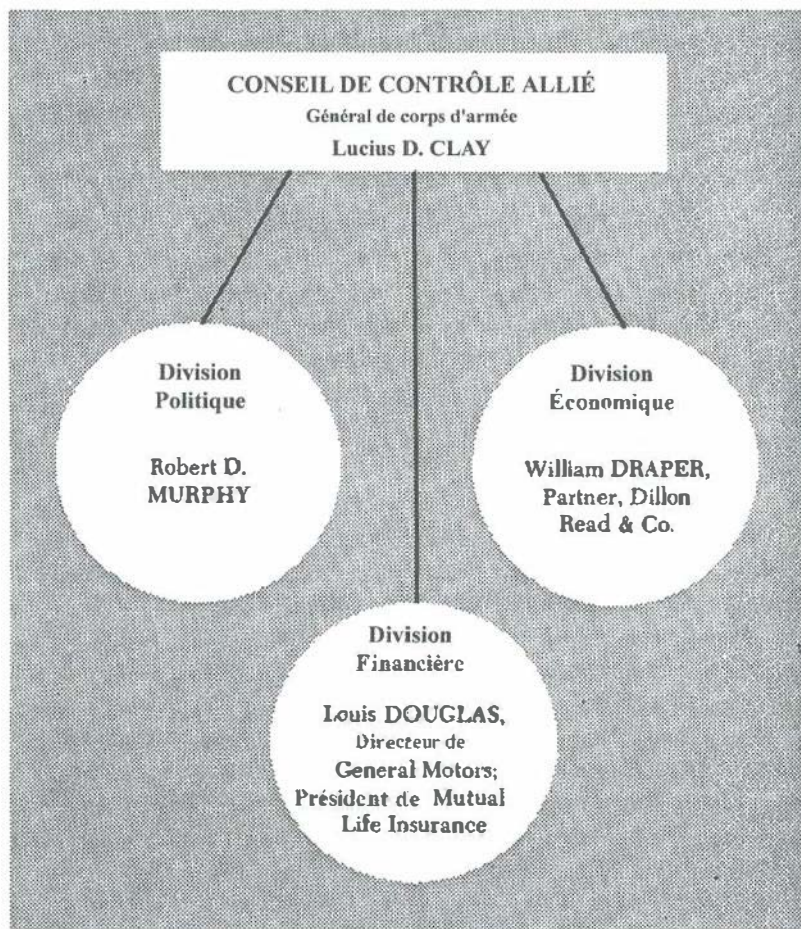 CONSEIL DE CONTRÔLE ALLIÉ
Général de corps d'armée
Lucius D. CLAY
Division
Politique
Robert D.
MURPHY
Division
Économique
William DRAPER,
Partner, Dillon
Read & Co.
Division
Financière
Louis DOUGLAS,
Directeur de
General Motors;
Président de Mutual
Life Insurance